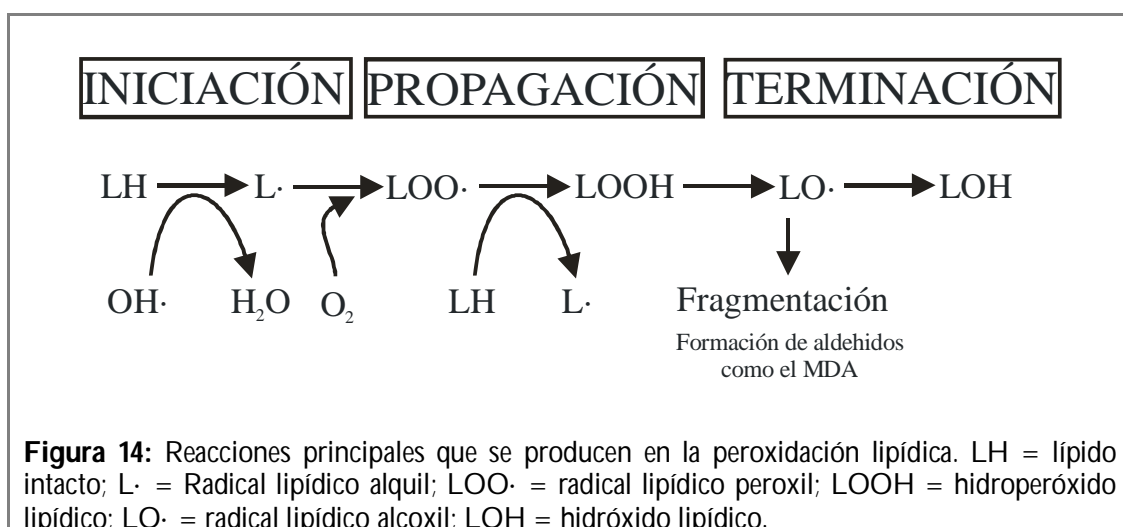 INICIACIÓN PROPAGACIÓN TERMINACIÓN
LH L· LOO· LOOH LO· LOH
OH· H₂O O₂ LH L· Fragmentación
Formación de aldehidos
como el MDA
Figura 14: Reacciones principales que se producen en la peroxidación lipídica. LH = lípido
intacto; L· = Radical lipídico alquil; LOO· = radical lipídico peroxil; LOOH = hidroperóxido
lipídico; LO· = radical lipídico alcoxil; LOH = hidróxido lipídico.